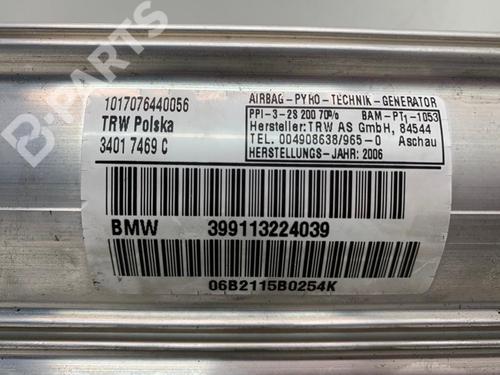 B-PARTS
1017076440056
TRW Polska
3401 7469 C
AIRBAG-PYRO-TECHNIK-GENERATOR
PPI-3-2S 200 70% BAM-PT1-1053
Hersteller:TRW AS GmbH, 84544
TEL. 004908638/965-0 Aschau
HERSTELLUNGS-JAHR: 2006
BMW 399113224039
06B2115B0254K